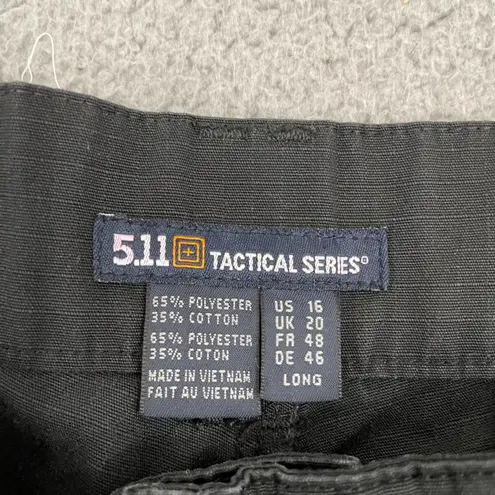 5.11 TACTICAL SERIES®
65% POLYESTER
35% COTTON
65% POLYESTER
35% COTON
MADE IN VIETNAM
FAIT AU VIETNAM
US 16
UK 20
FR 48
DE 46
LONG